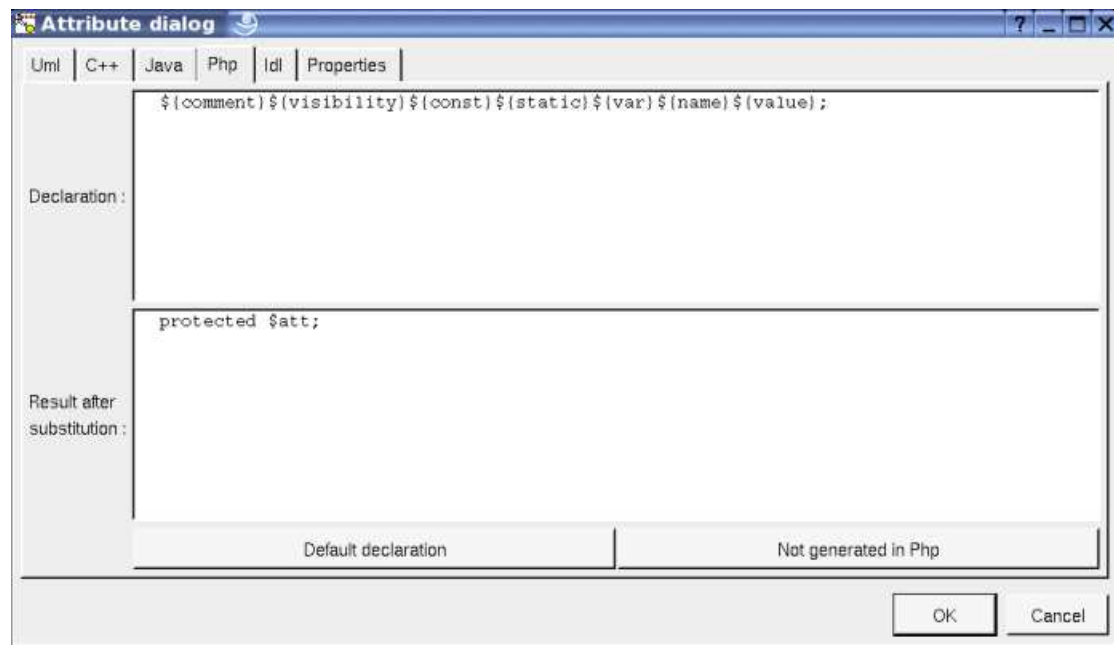 Attribute dialog
Uml C++ Java Php Idl Properties
${comment}${visibility}${const}${static}${var}${name}${value};
Declaration :
protected $att;
Result after
substitution :
Default declaration Not generated in Php
OK Cancel